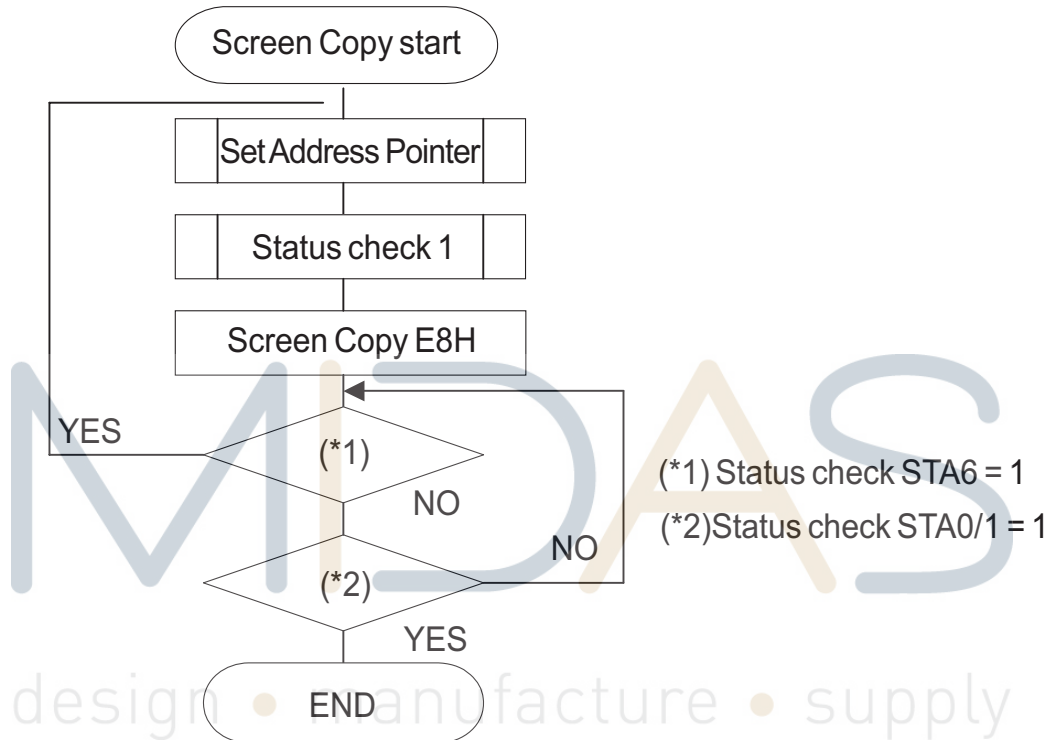 Screen Copy start
Set Address Pointer
Status check 1
Screen Copy E8H
YES
(*1)
NO
(*1) Status check STA6 = 1
(*2)Status check STA0/1 = 1
NO
(*2)
YES
END
MIDAS
design • manufacture • supply